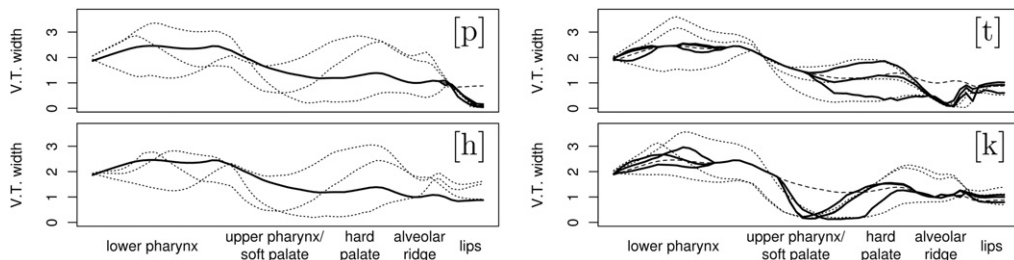 V.T. width
0 1 2 3
[p]
V.T. width
0 1 2 3
[t]
V.T. width
0 1 2 3
[h]
V.T. width
0 1 2 3
[k]
lower pharynx
upper pharynx/
soft palate
hard
palate
alveolar
ridge
lips
lower pharynx
upper pharynx/
soft palate
hard
palate
alveolar
ridge
lips